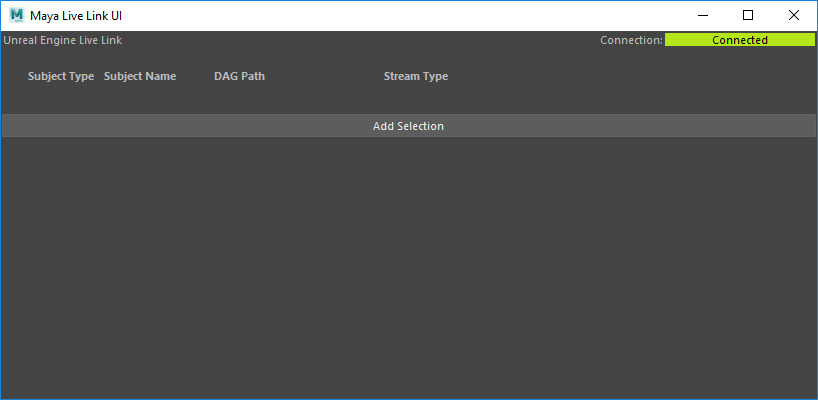 Maya Live Link UI
Unreal Engine Live Link Connection: Connected
Subject Type Subject Name DAG Path Stream Type
Add Selection